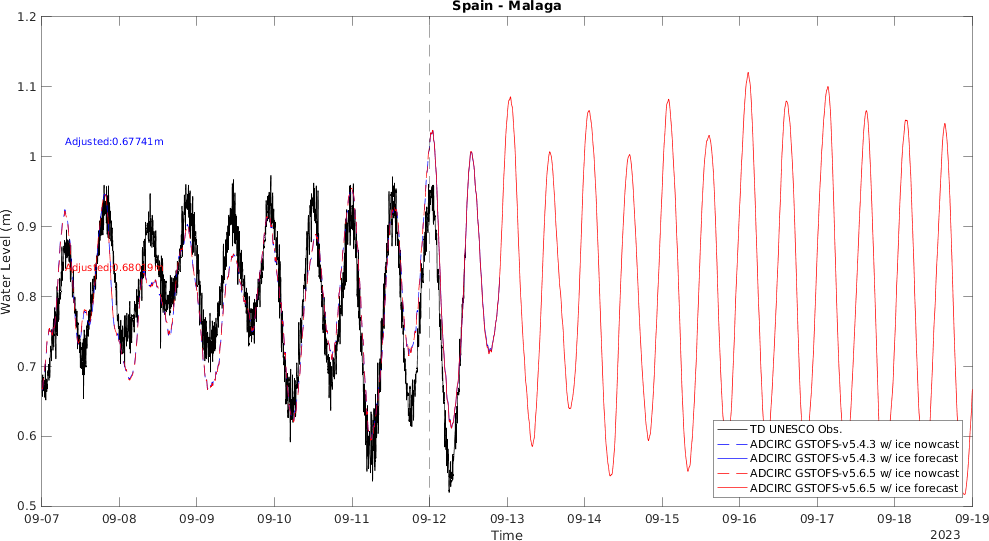 Spain - Malaga
1.2
1.1
1
0.9
0.8
0.7
0.6
0.5
Water Level (m)
Adjusted:0.67741m
09-07
09-08
09-09
09-10
09-11
09-12
09-13
09-14
09-15
09-16
09-17
09-18
09-19
Time
2023
TD UNESCO Obs.
ADCIRC GSTOFS-v5.4.3 w/ ice nowcast
ADCIRC GSTOFS-v5.4.3 w/ ice forecast
ADCIRC GSTOFS-v5.6.5 w/ ice nowcast
ADCIRC GSTOFS-v5.6.5 w/ ice forecast